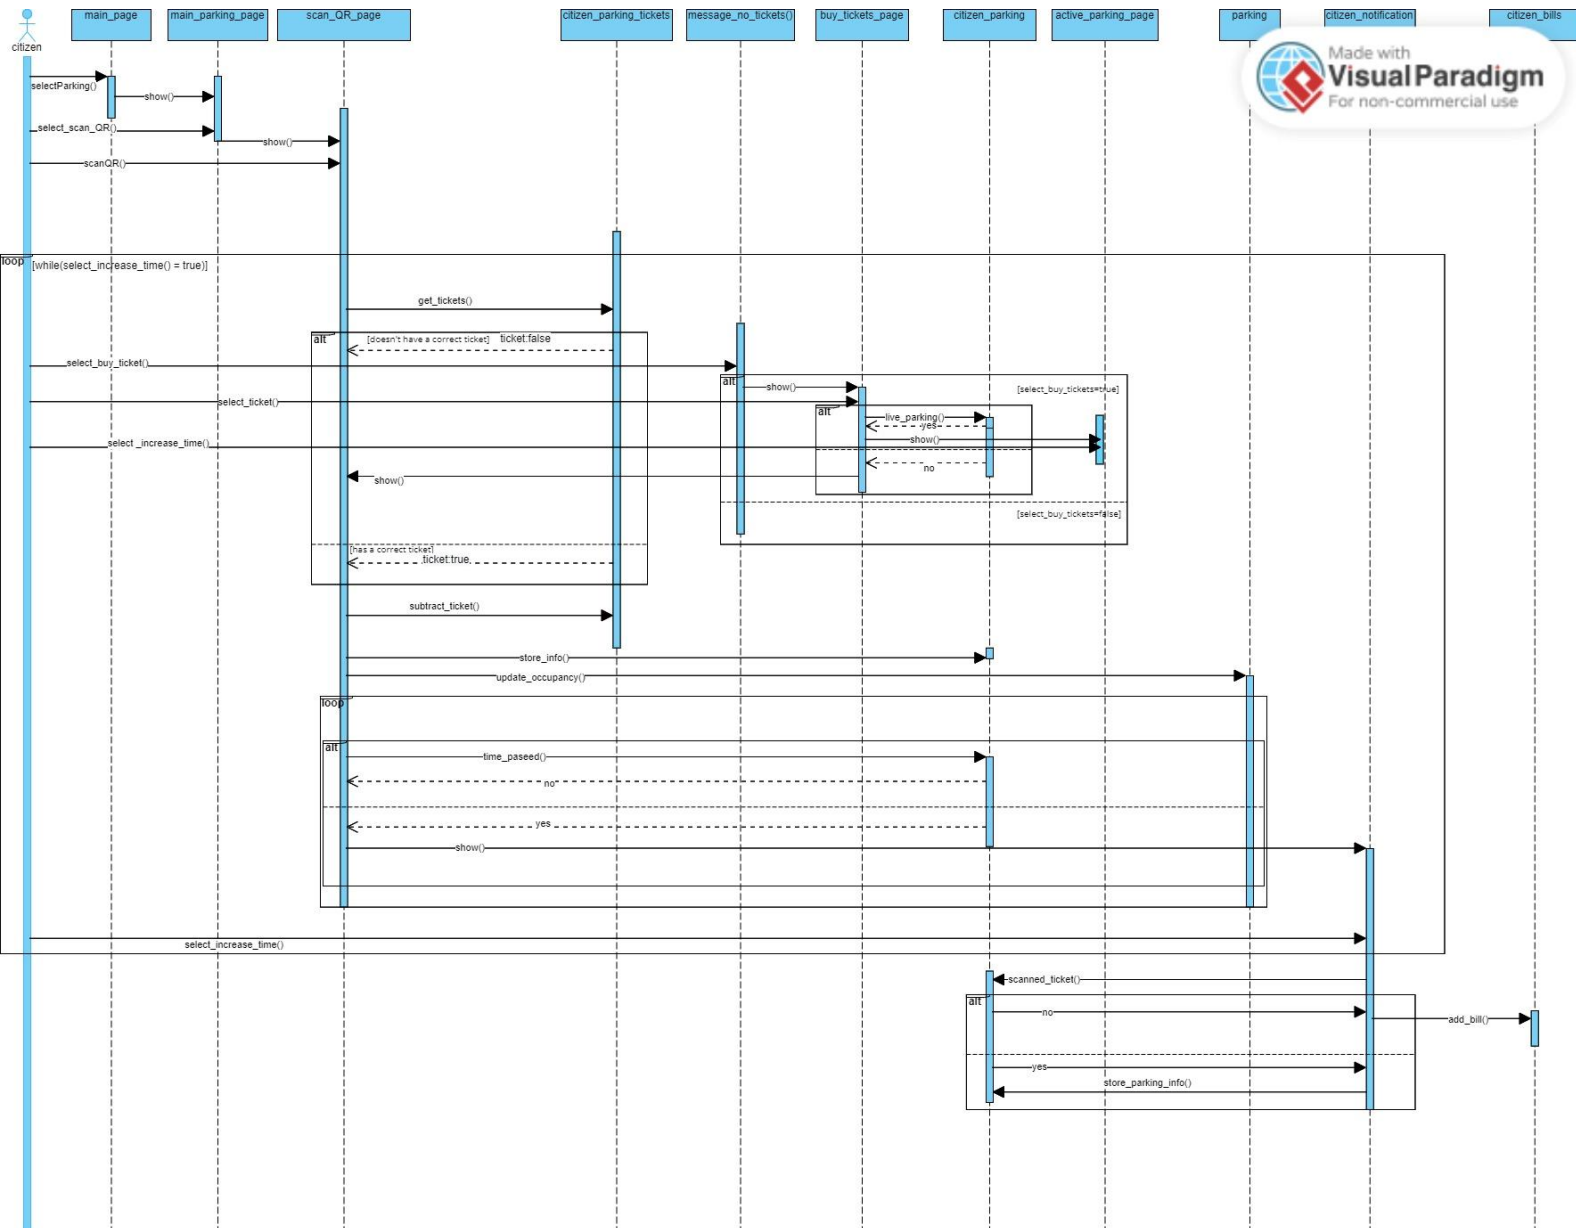 main_page
main_parking_page
scan_QR_page
citizen_parking_tickets
message_no_tickets()
buy_tickets_page
citizen_parking
active_parking_page
parking
citizen_notification
citizen_bills
citizen
Made with
Visual Paradigm
For non-commercial use
selectParking()
show()
select_scan_QR()
show()
scanQR()
loop
[while(select_increase_time() = true)]
get_tickets()
alt
[doesn't have a correct ticket]
ticket:false
select_buy_ticket()
alt
show()
[select_buy_tickets=true]
select_ticket()
alt
live_parking()
yes
show()
select _increase_time()
no
show()
[select_buy_tickets=false]
[has a correct ticket]
ticket:true
subtract_ticket()
store_info()
update_occupancy()
loop
alt
time_paseed()
no
yes
show()
select_increase_time()
scanned_ticket()
alt
no
add_bill()
yes
store_parking_info()